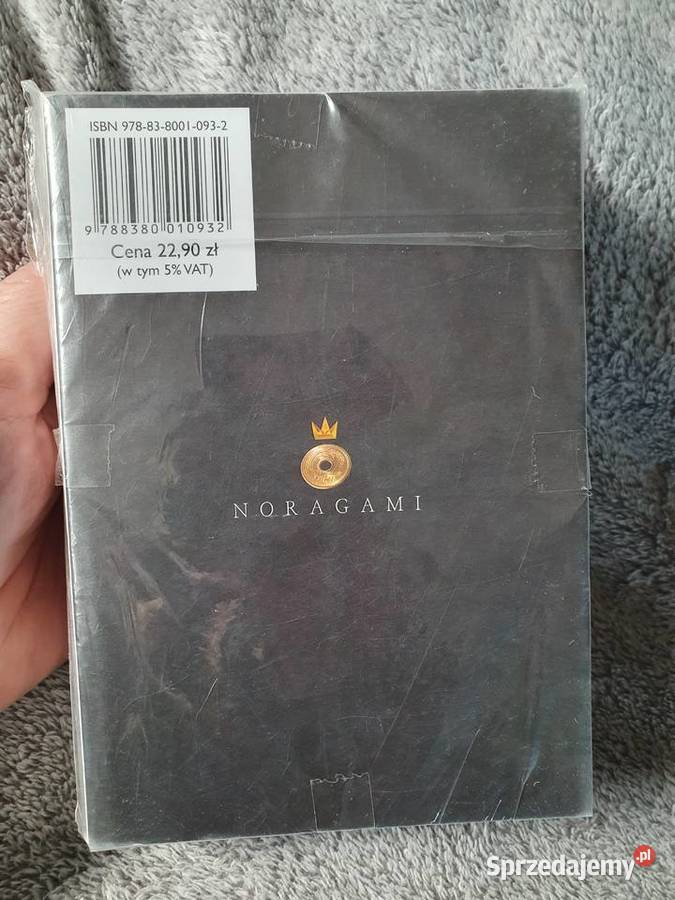 ISBN 978-83-8001-093-2
9 788380 010932
Cena 22,90 zł
(w tym 5% VAT)
NORAGAMI
Sprzedajemy.pl